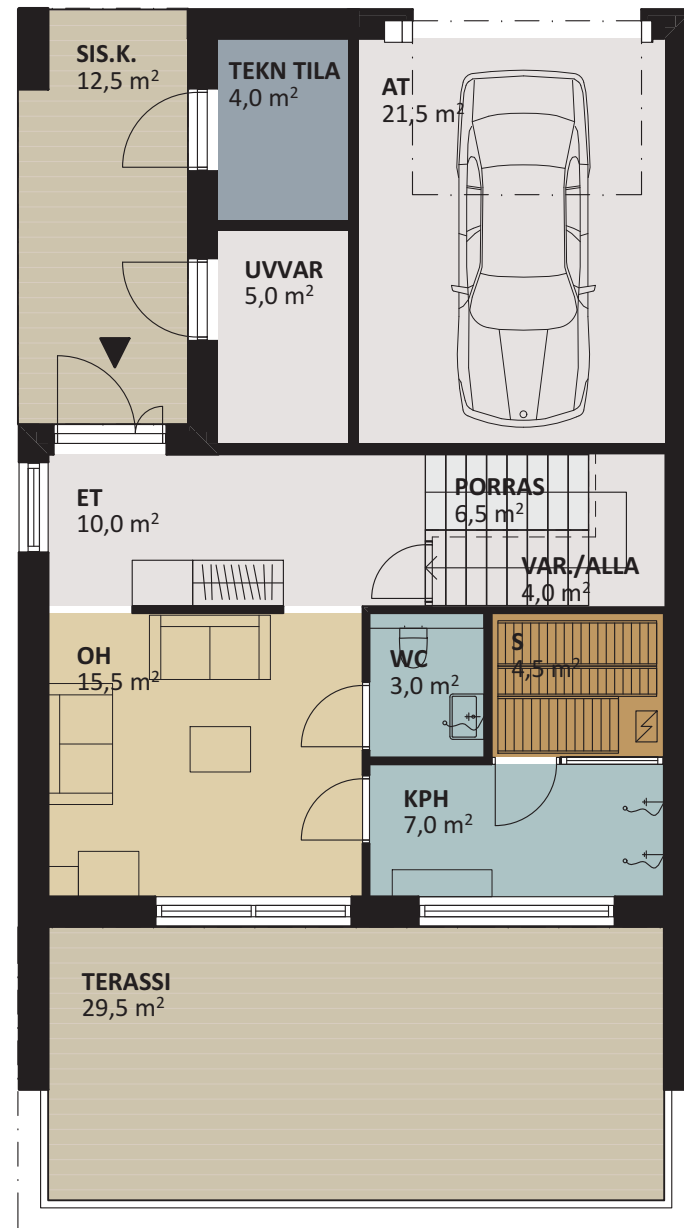 SIS.K.
12,5 m²
TEKN TILA
4,0 m²
AT
21,5 m²
UVVAR
5,0 m²
ET
10,0 m²
PORRAS
6,5 m²
VAR./ALLA
4,0 m²
OH
15,5 m²
WC
3,0 m²
S
4,5 m²
KPH
7,0 m²
TERASSI
29,5 m²